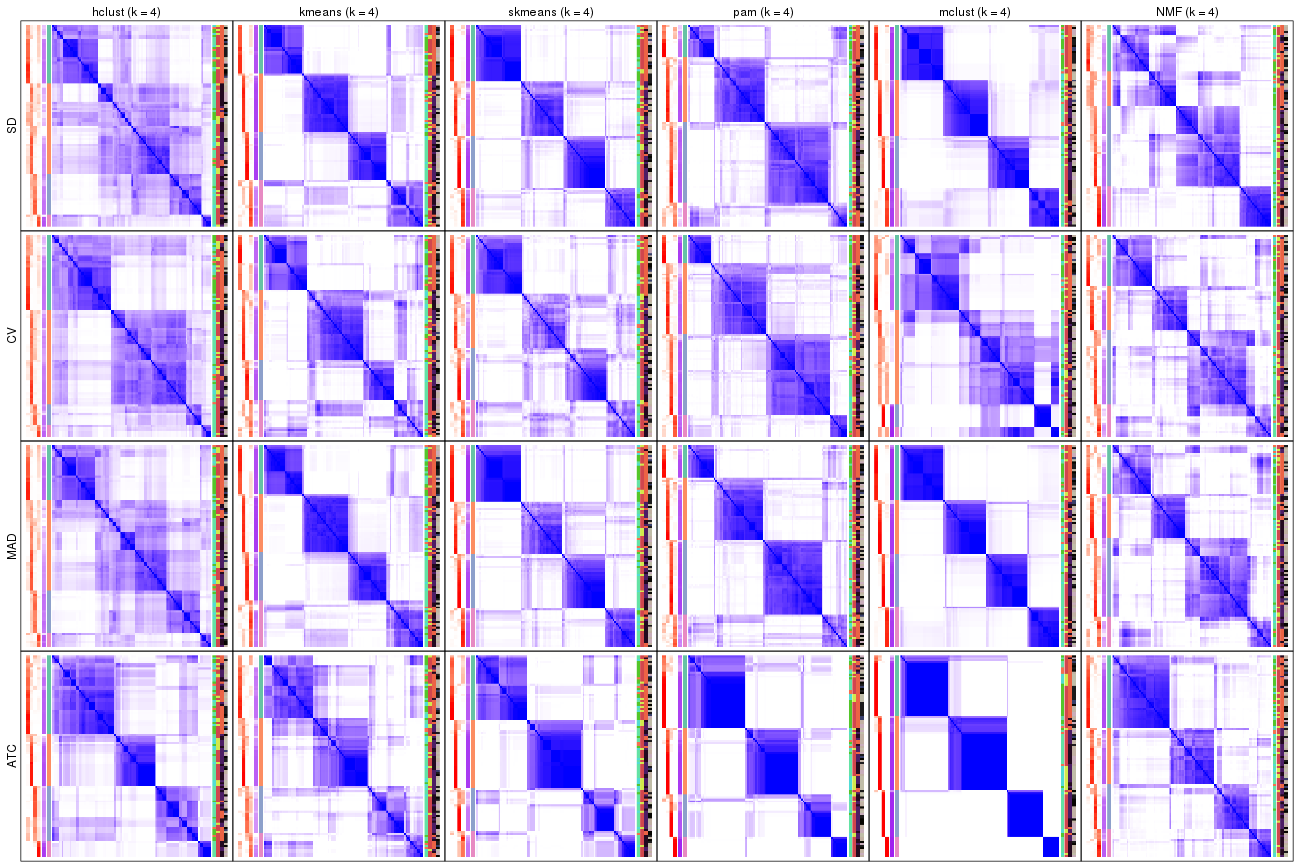 hclust (k = 4)
kmeans (k = 4)
skmeans (k = 4)
pam (k = 4)
mclust (k = 4)
NMF (k = 4)
SD
CV
MAD
ATC